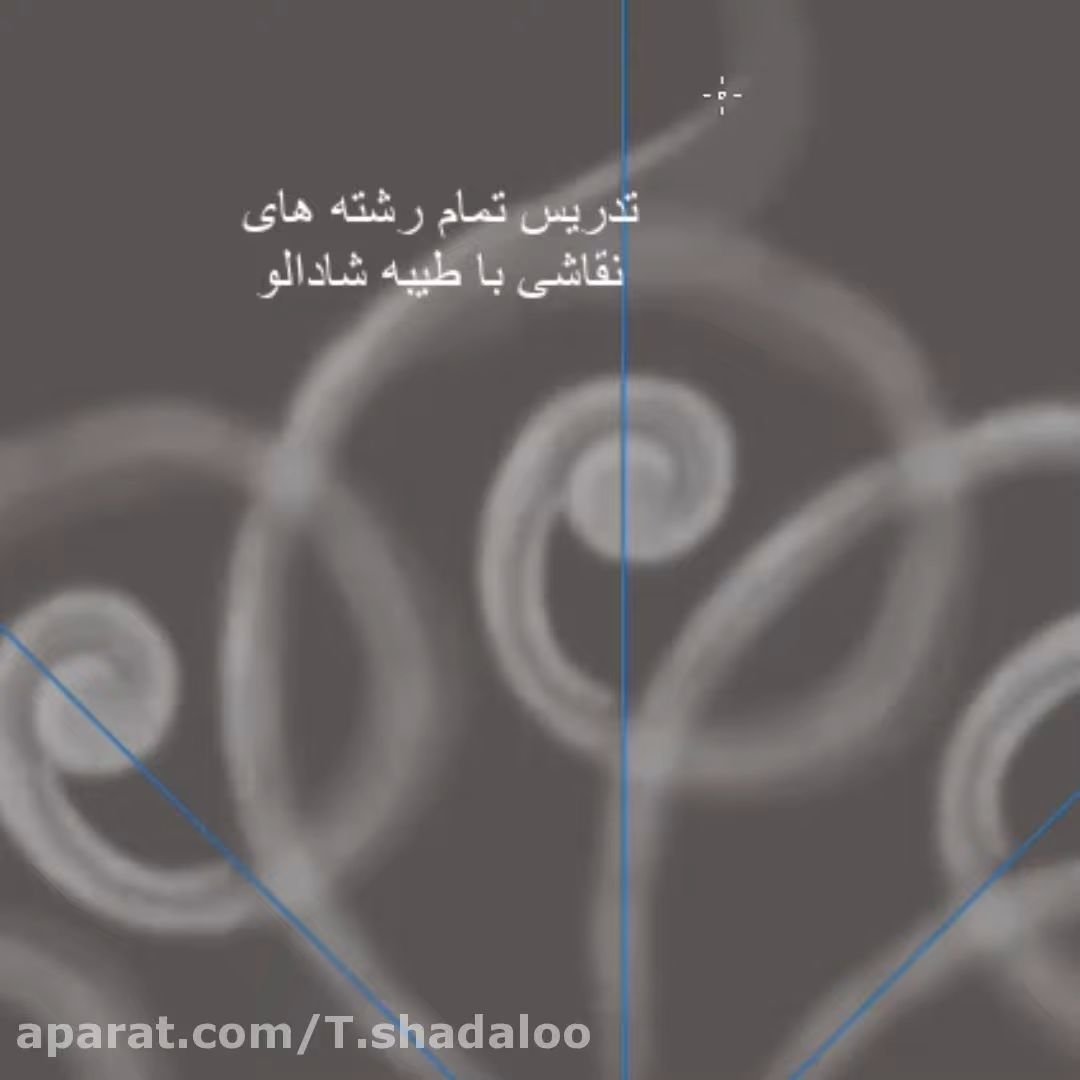 تدریس تمام رشته های
نقاشی با طیبه شادالو
aparat.com/T.shadaloo